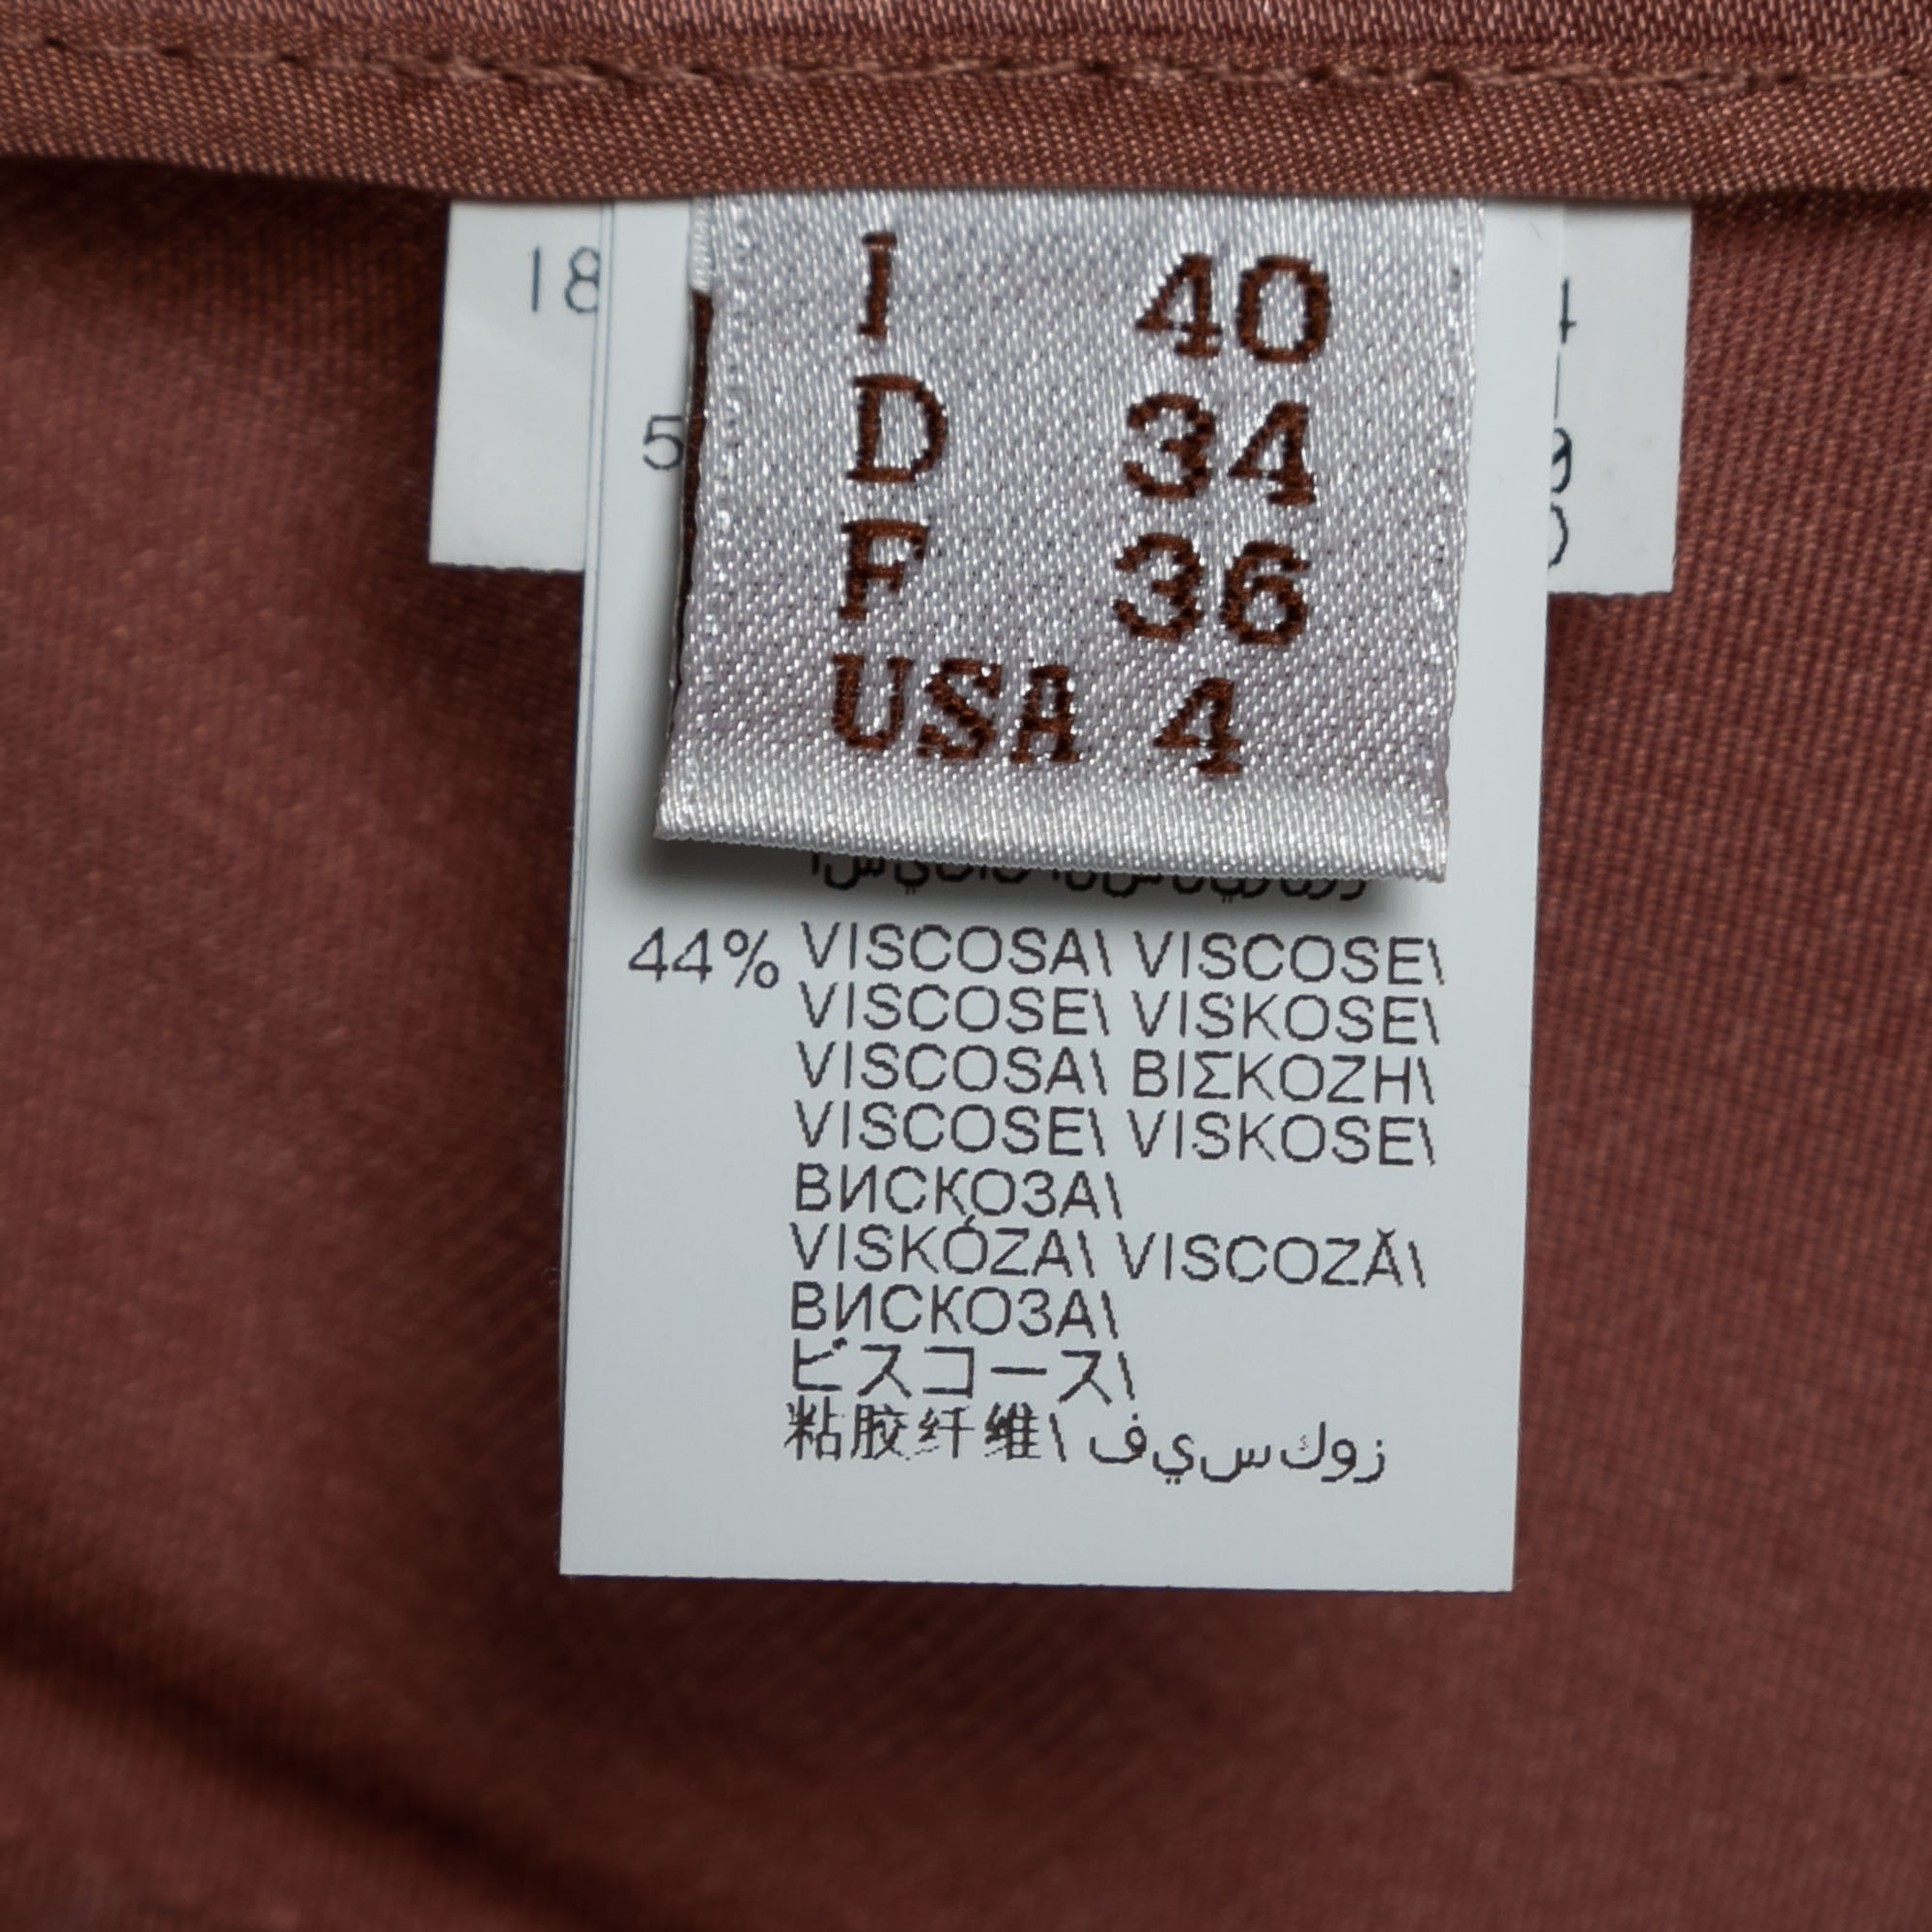 18
I 40
D 34
F 36
USA 4
44% VISCOSA\ VISCOSE\
VISCOSE\ VISKOSE\
VISCOSA\ ΒΙΣΚΟΖΗ\
VISCOSE\ VISKOSE\
ВИСКОЗА\
VISKÓZA\ VISCOZĂ\
ВИСКОЗА\
ビスコース\
粘胶纤维\ ف‌ي‌س‌ك‌و‌ز